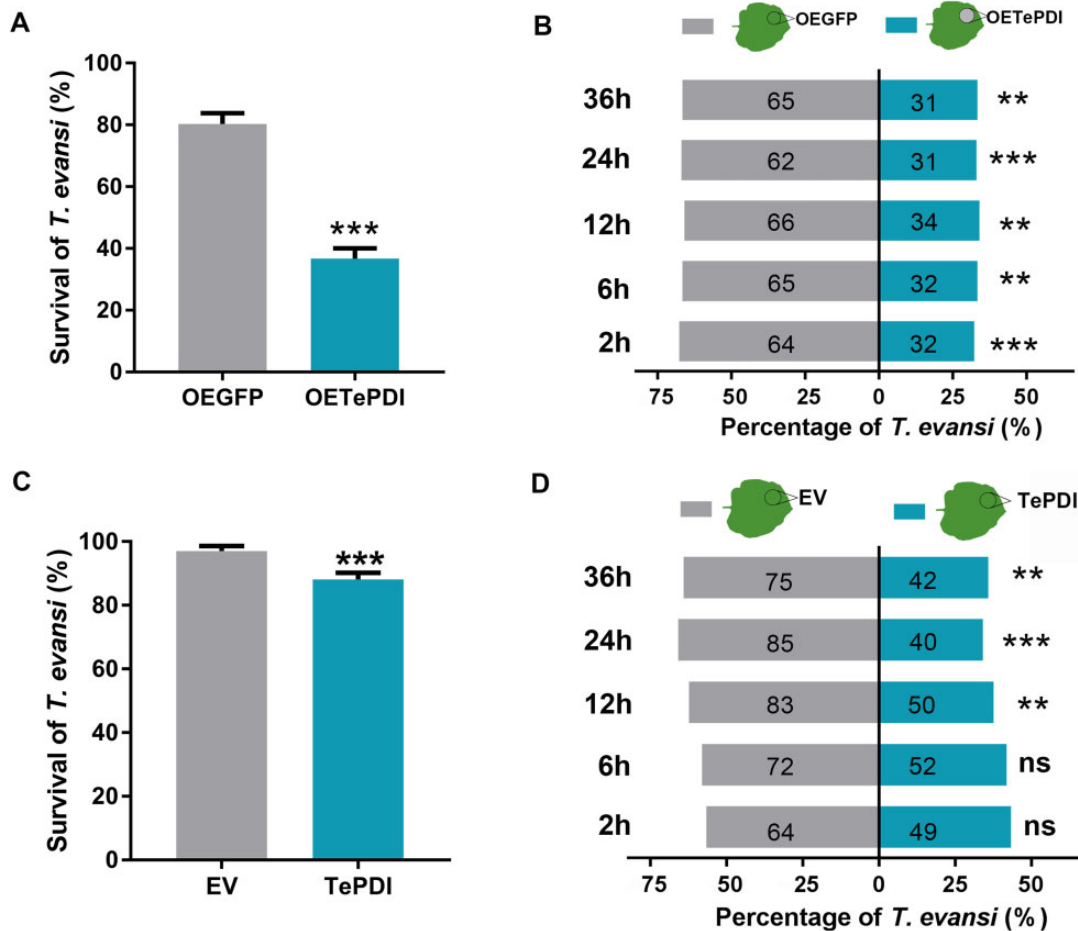 A
Survival of T. evansi (%)
100
80
60
40
20
0
***
OEGFP OETePDI
B
OEGFP OETePDI
36h 65 31 **
24h 62 31 ***
12h 66 34 **
6h 65 32 **
2h 64 32 ***
75 50 25 0 25 50
Percentage of T. evansi (%)
C
Survival of T. evansi (%)
100
80
60
40
20
0
***
EV TePDI
D
EV TePDI
36h 75 42 **
24h 85 40 ***
12h 83 50 **
6h 72 52 ns
2h 64 49 ns
75 50 25 0 25 50
Percentage of T. evansi (%)